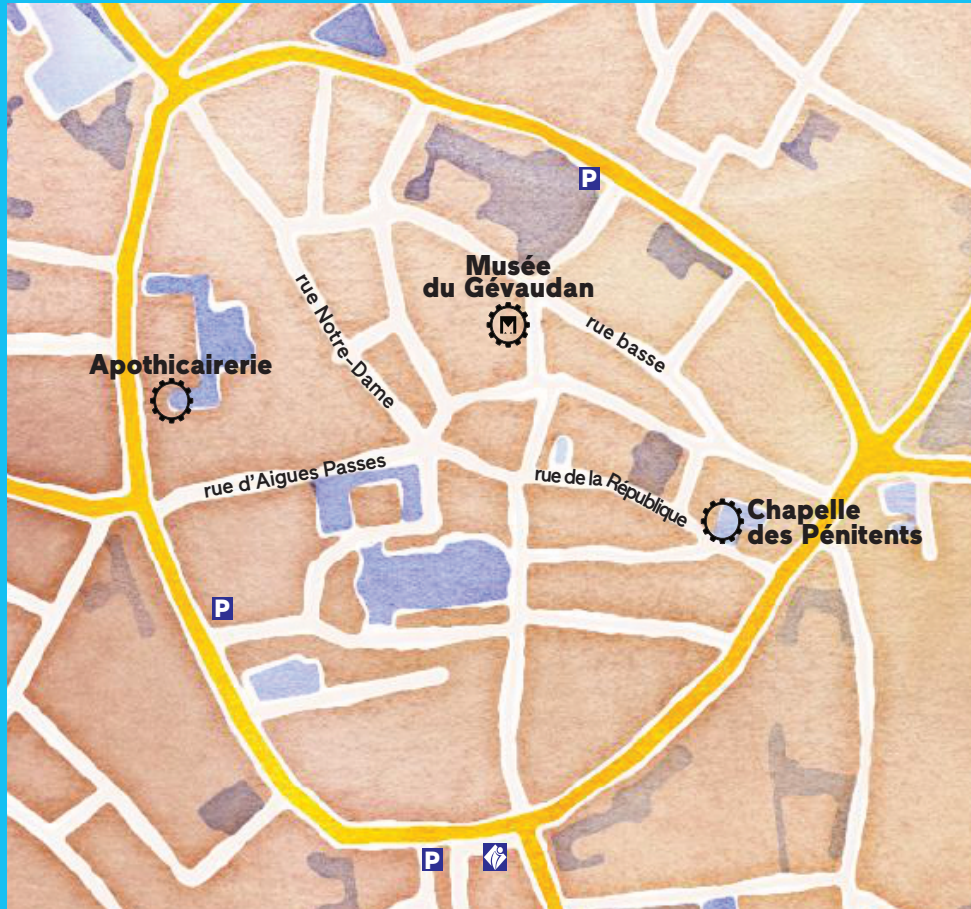 P
Musée
du Gévaudan
M
rue Notre-Dame
rue basse
Apothicairerie
rue d'Aigues Passes
rue de la République
Chapelle
des Pénitents
P
P
i